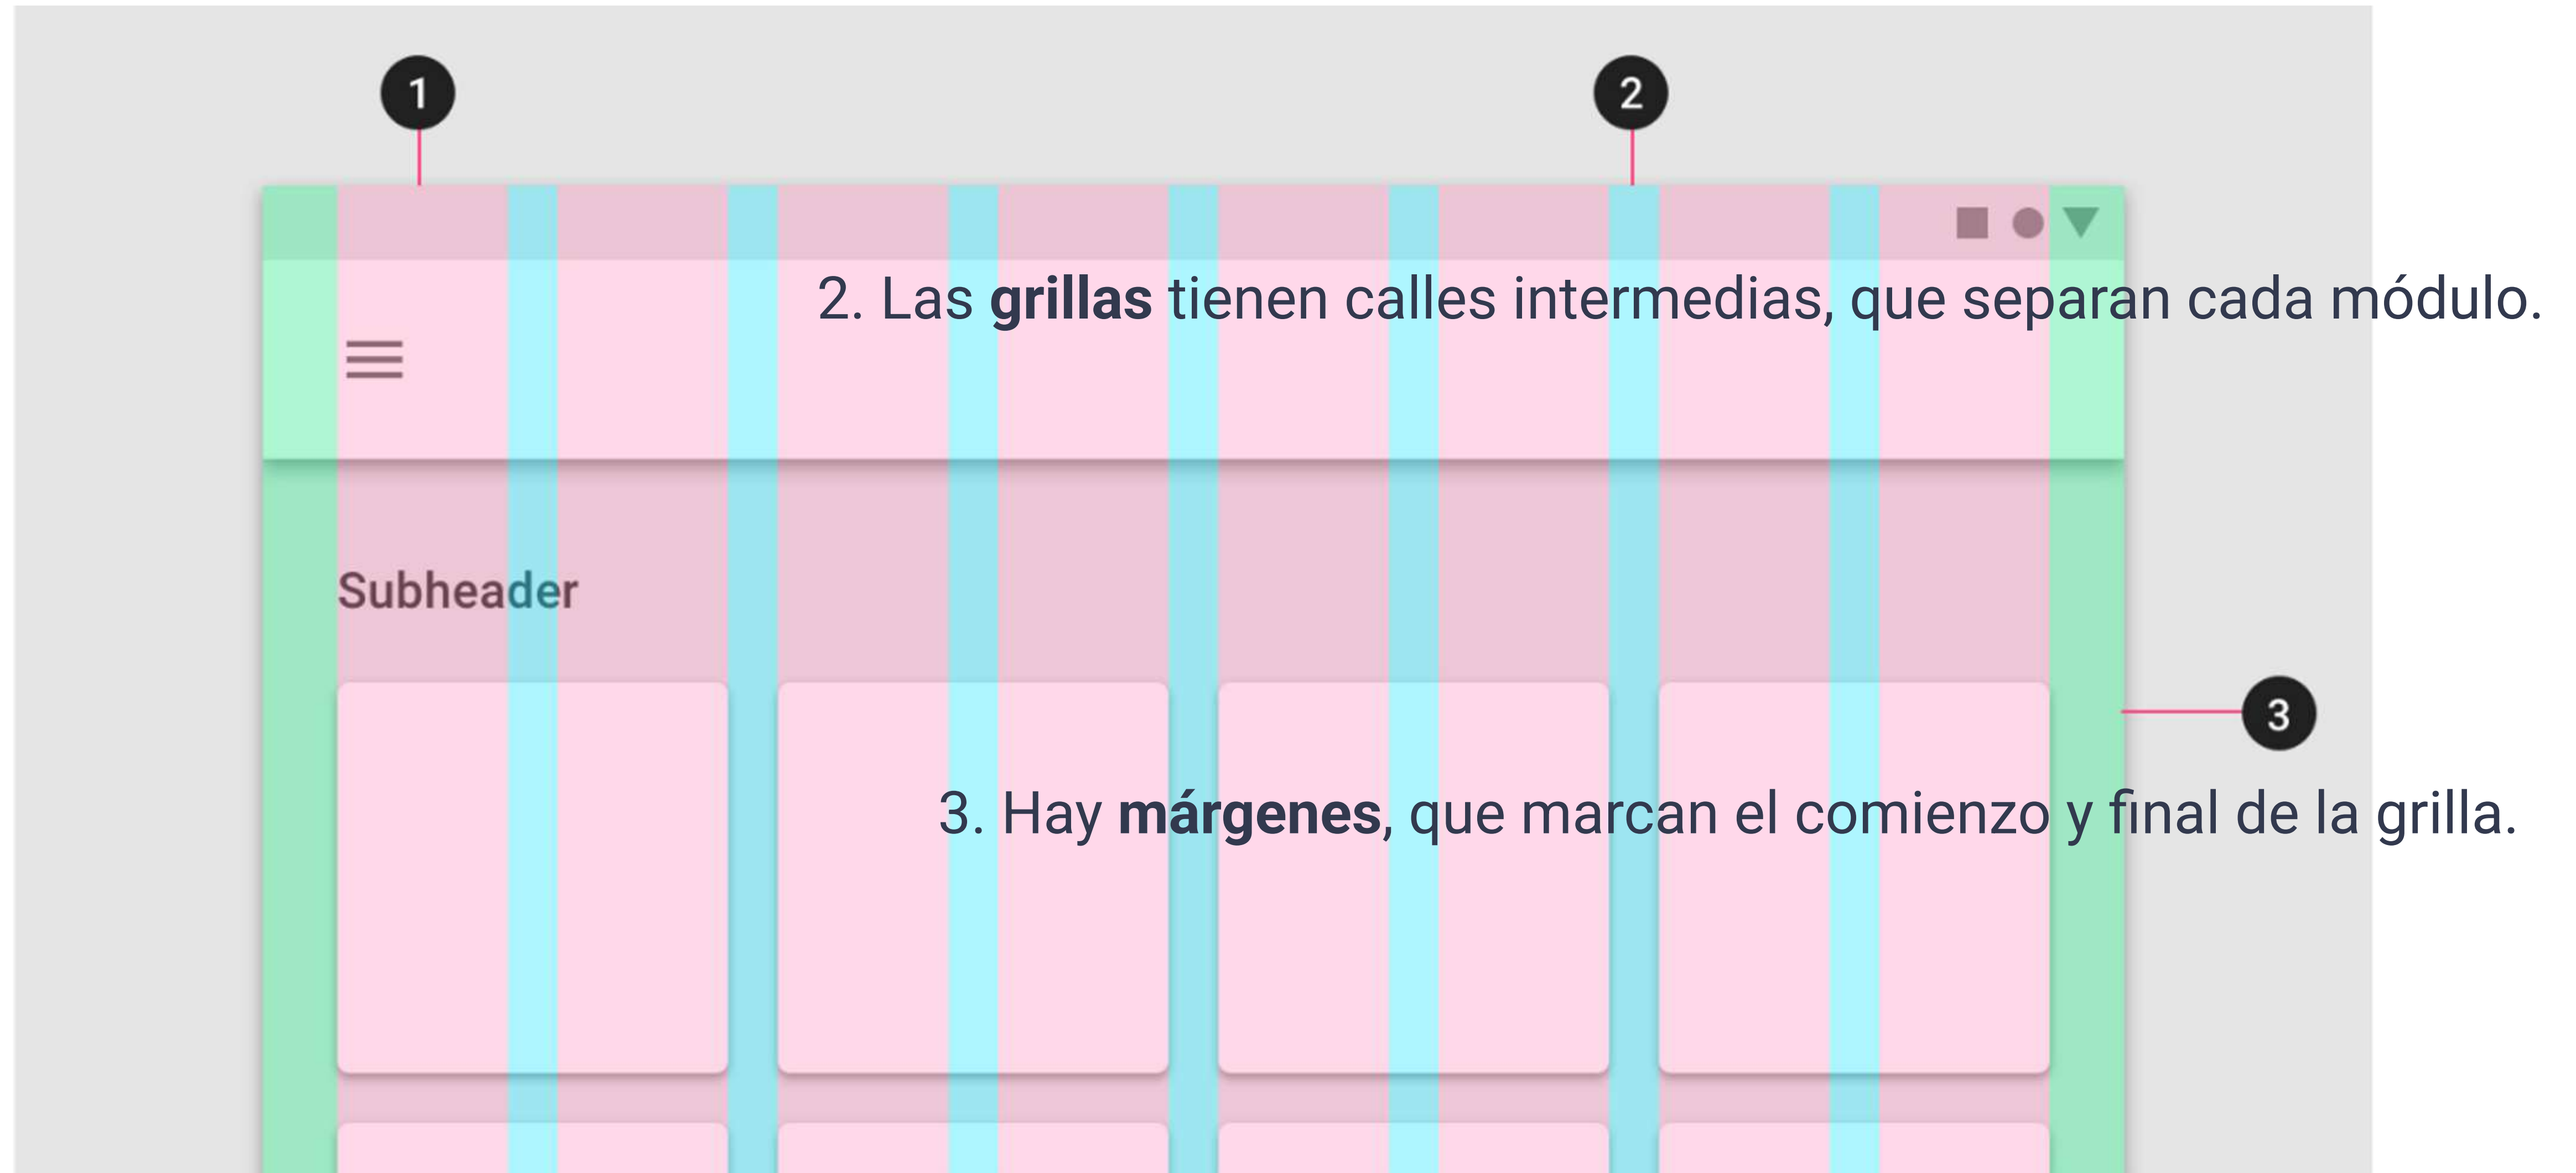 1
2
2. Las grillas tienen calles intermedias, que separan cada módulo.
Subheader
3
3. Hay márgenes, que marcan el comienzo y final de la grilla.